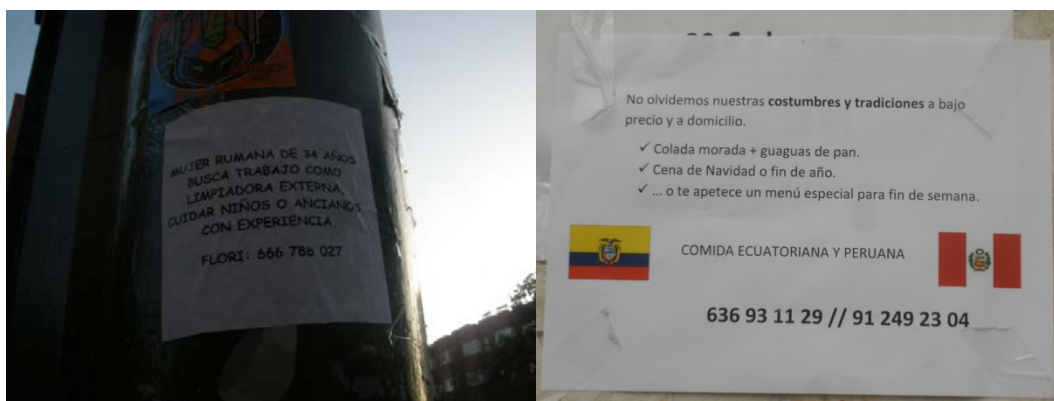 MUJER RUMANA DE 34 AÑOS
BUSCA TRABAJO COMO
LIMPIADORA EXTERNA,
CUIDAR NIÑOS O ANCIANOS,
CON EXPERIENCIA.
FLORI: 666 788 027
No olvidemos nuestras costumbres y tradiciones a bajo
precio y a domicilio.
✓ Colada morada + guaguas de pan.
✓ Cena de Navidad o fin de año.
✓ ... o te apetece un menú especial para fin de semana.
COMIDA ECUATORIANA Y PERUANA
636 93 11 29 // 91 249 23 04